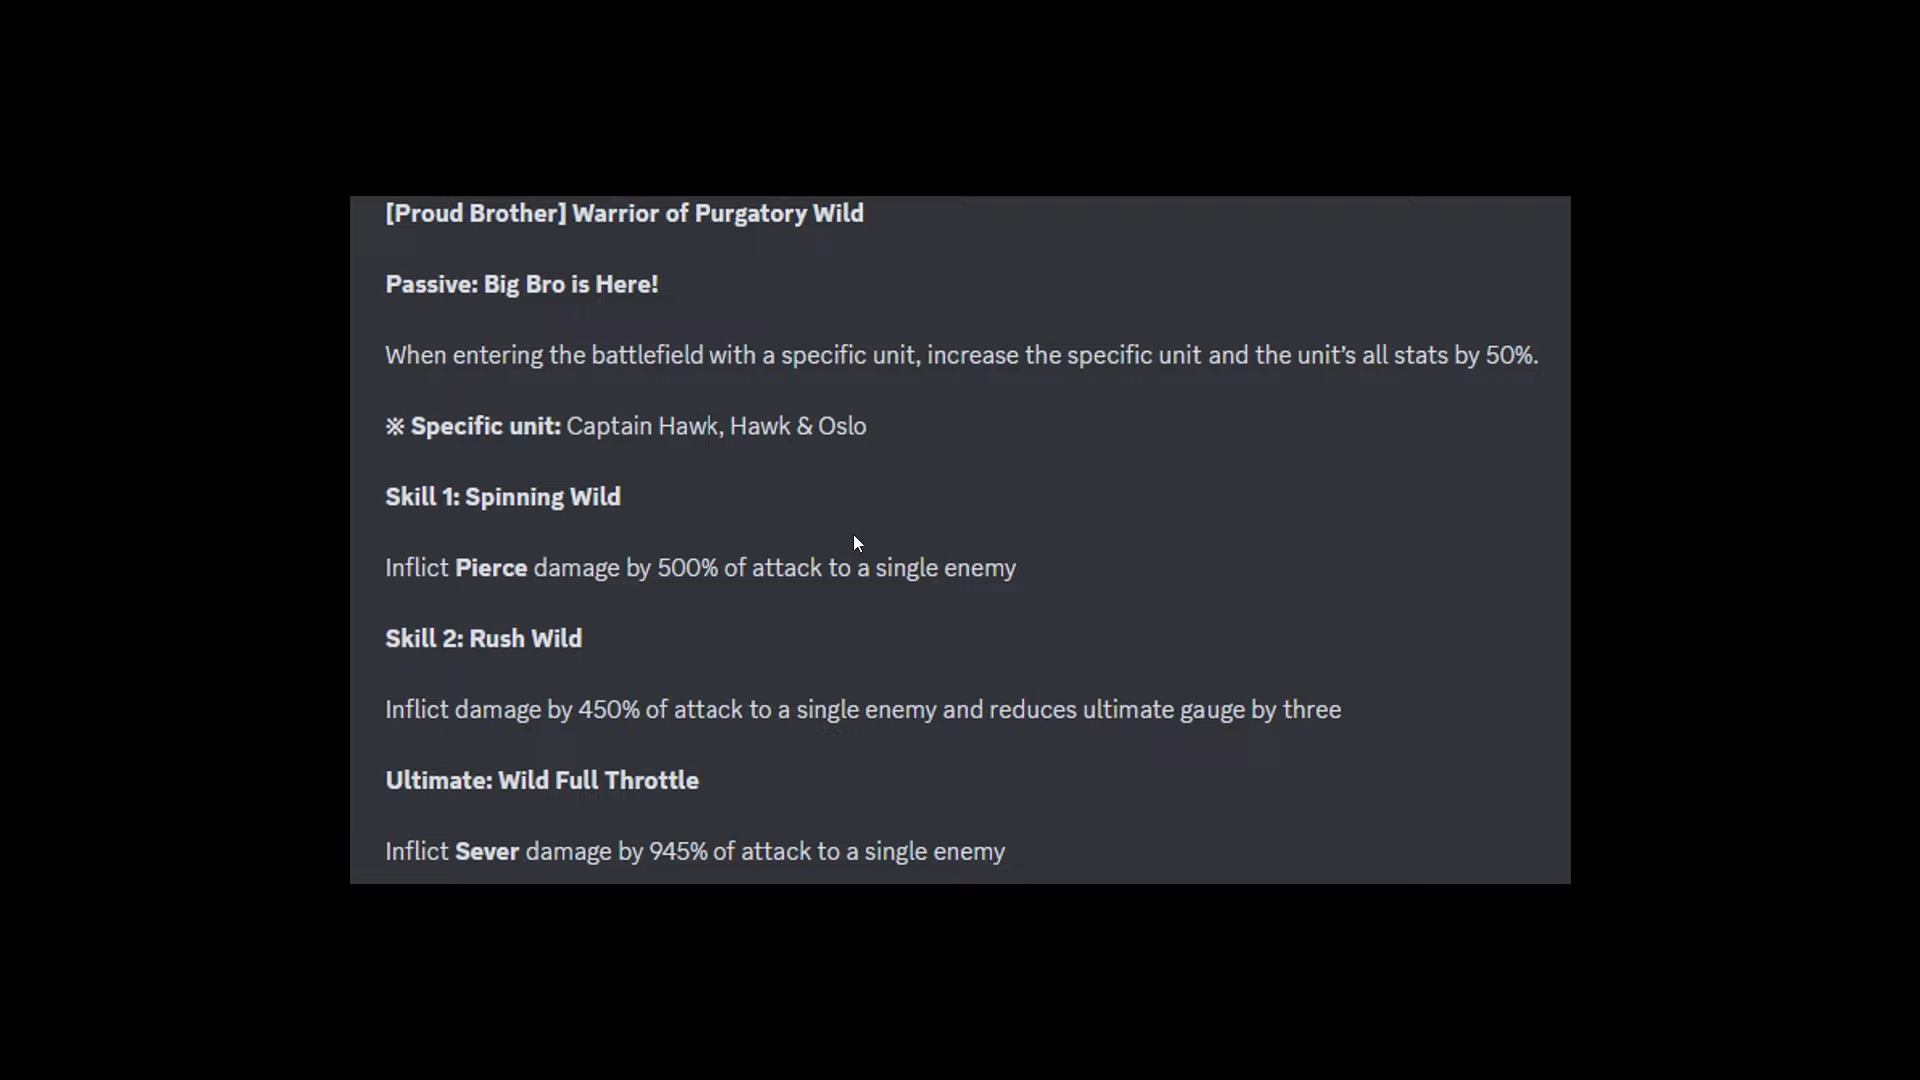 [Proud Brother] Warrior of Purgatory Wild
Passive: Big Bro is Here!
When entering the battlefield with a specific unit, increase the specific unit and the unit’s all stats by 50%.
※ Specific unit: Captain Hawk, Hawk & Oslo
Skill 1: Spinning Wild
Inflict Pierce damage by 500% of attack to a single enemy
Skill 2: Rush Wild
Inflict damage by 450% of attack to a single enemy and reduces ultimate gauge by three
Ultimate: Wild Full Throttle
Inflict Sever damage by 945% of attack to a single enemy